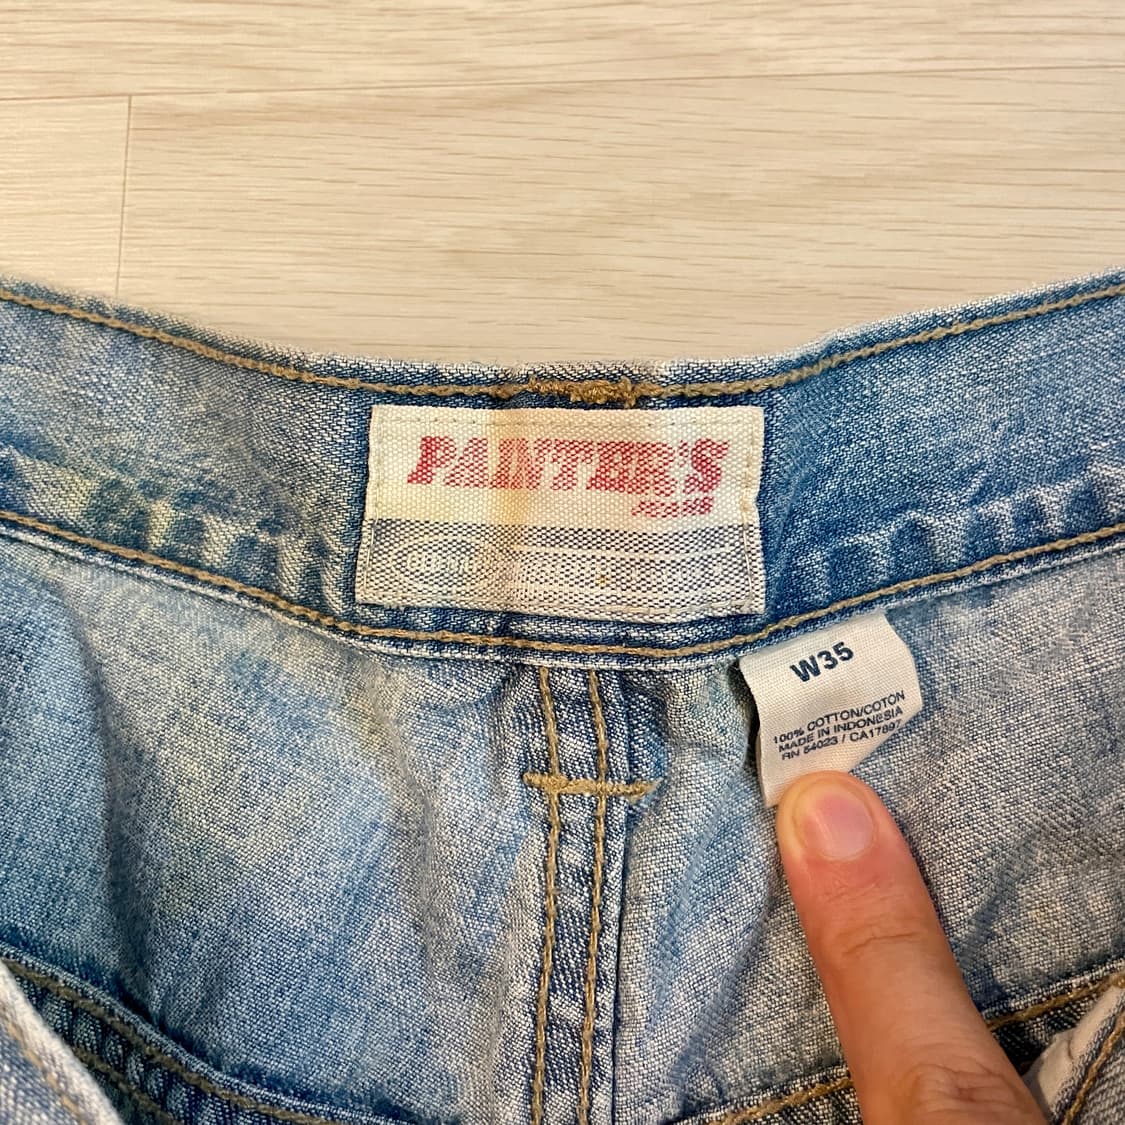 PAINTER'S
W35
100% COTTON/COTON
MADE IN INDONESIA
RN 54023 / CA17897